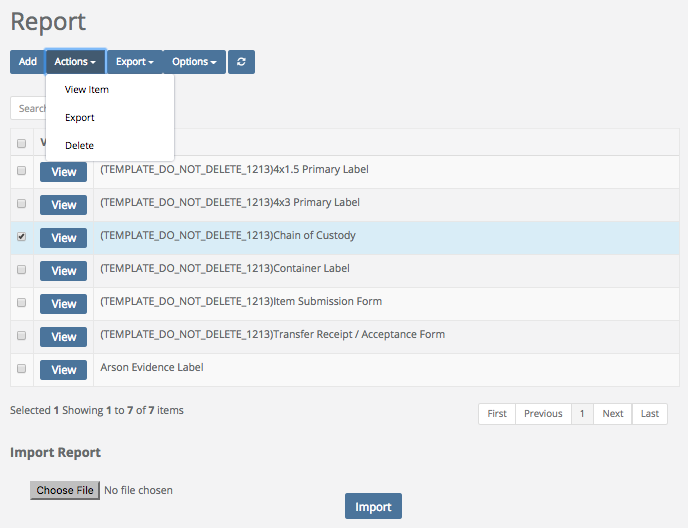 Report
Add Actions Export Options
View Item
Search
Export
Delete
View (TEMPLATE_DO_NOT_DELETE_1213)4x1.5 Primary Label
View (TEMPLATE_DO_NOT_DELETE_1213)4x3 Primary Label
View (TEMPLATE_DO_NOT_DELETE_1213)Chain of Custody
View (TEMPLATE_DO_NOT_DELETE_1213)Container Label
View (TEMPLATE_DO_NOT_DELETE_1213)Item Submission Form
View (TEMPLATE_DO_NOT_DELETE_1213)Transfer Receipt / Acceptance Form
View Arson Evidence Label
Selected 1 Showing 1 to 7 of 7 items
First Previous 1 Next Last
Import Report
Choose File No file chosen
Import